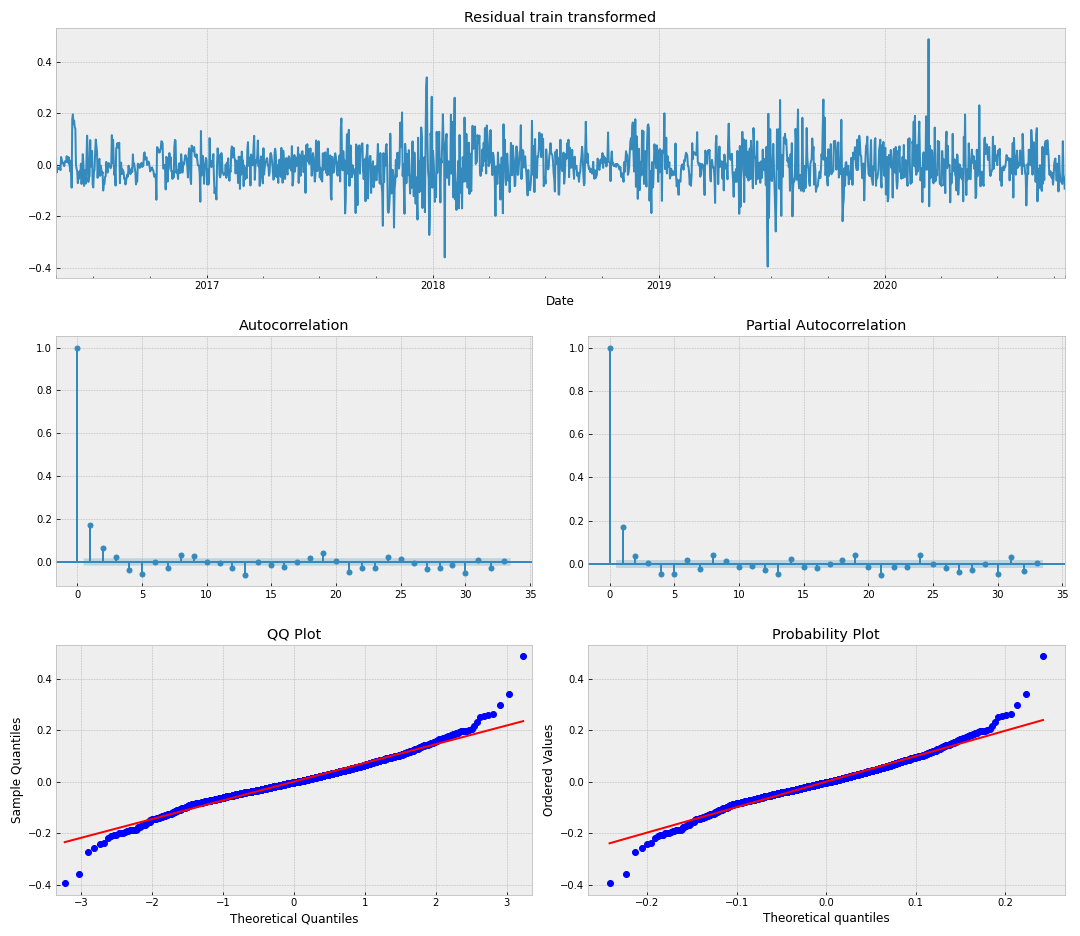 Residual train transformed
0.4
0.2
0.0
−0.2
−0.4
2017 2018 2019 2020
Date
Autocorrelation
1.0
0.8
0.6
0.4
0.2
0.0
0 5 10 15 20 25 30 35
Partial Autocorrelation
1.0
0.8
0.6
0.4
0.2
0.0
0 5 10 15 20 25 30 35
QQ Plot
Sample Quantiles
0.4
0.2
0.0
−0.2
−0.4
−3 −2 −1 0 1 2 3
Theoretical Quantiles
Probability Plot
Ordered Values
0.4
0.2
0.0
−0.2
−0.4
−0.2 −0.1 0.0 0.1 0.2
Theoretical quantiles